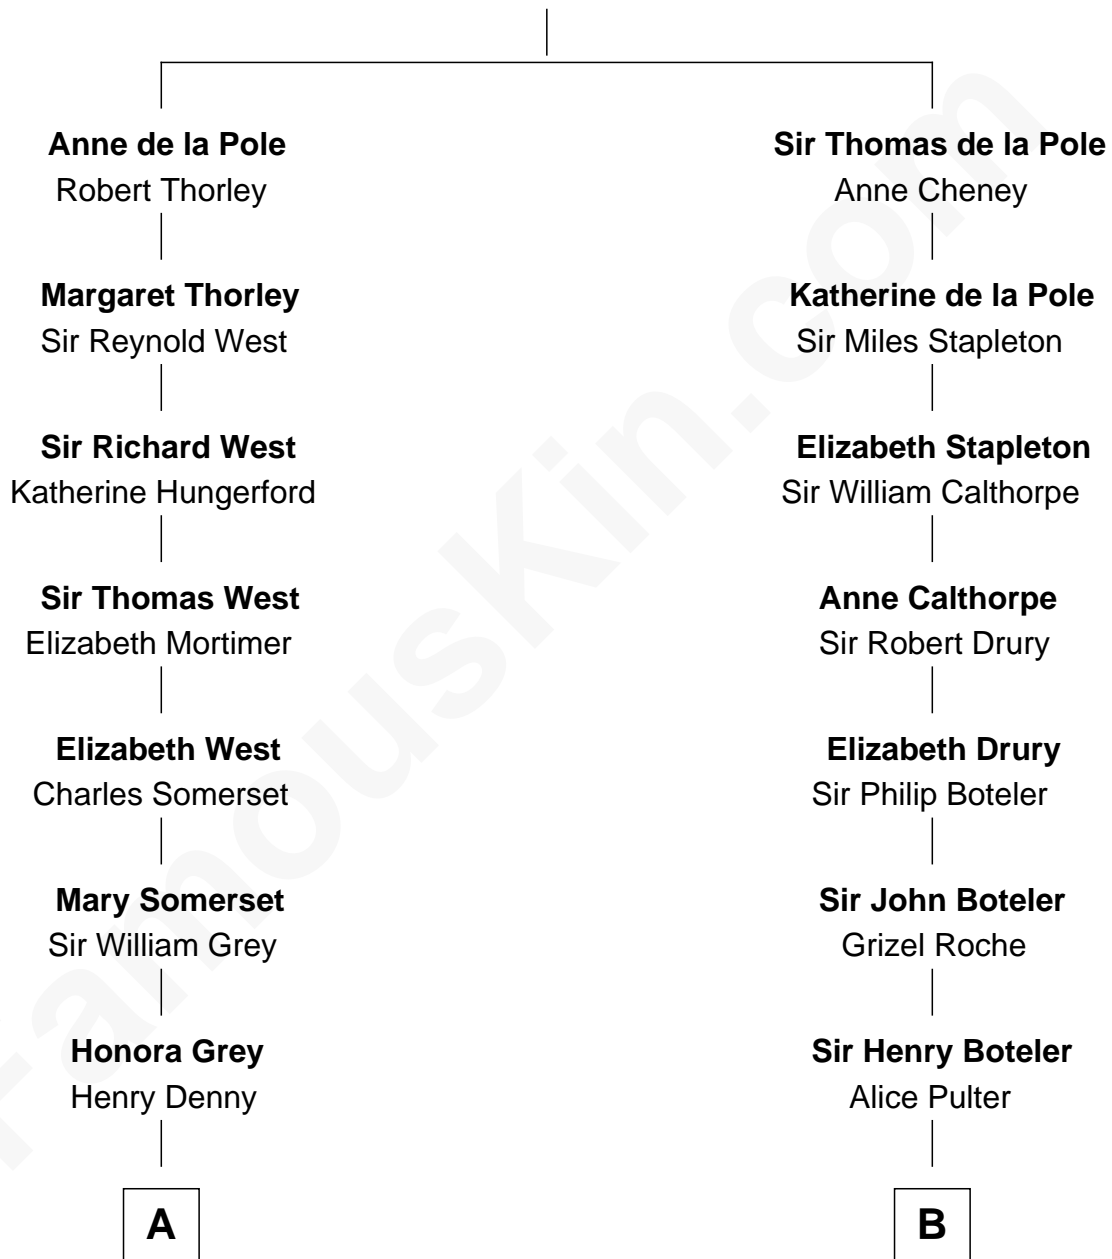 Anne de la Pole
Robert Thorley
Margaret Thorley
Sir Reynold West
Sir Richard West
Katherine Hungerford
Sir Thomas West
Elizabeth Mortimer
Elizabeth West
Charles Somerset
Mary Somerset
Sir William Grey
Honora Grey
Henry Denny
A
Sir Thomas de la Pole
Anne Cheney
Katherine de la Pole
Sir Miles Stapleton
Elizabeth Stapleton
Sir William Calthorpe
Anne Calthorpe
Sir Robert Drury
Elizabeth Drury
Sir Philip Boteler
Sir John Boteler
Grizel Roche
Sir Henry Boteler
Alice Pulter
B
FamousKin.com